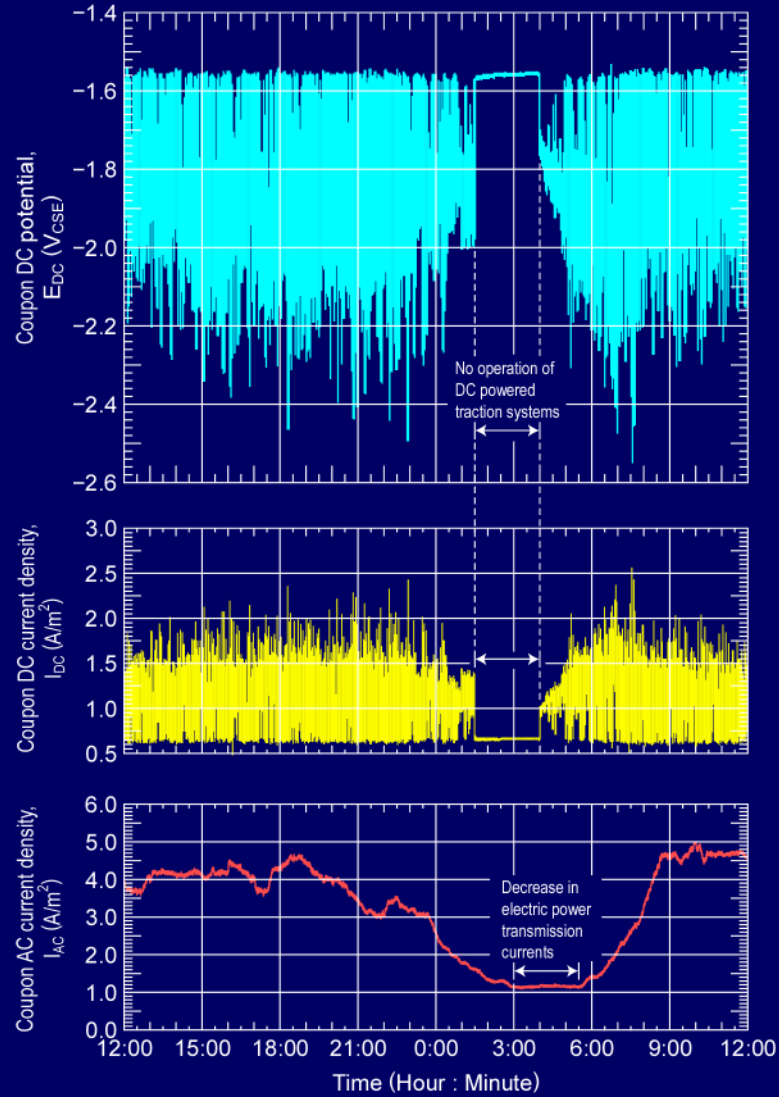 Coupon DC potential,
E_DC (V_CSE)
−1.4
−1.6
−1.8
−2.0
−2.2
−2.4
−2.6
No operation of
DC powered
traction systems
Coupon DC current density,
I_DC (A/m²)
3.0
2.5
2.0
1.5
1.0
0.5
Coupon AC current density,
I_AC (A/m²)
6.0
5.0
4.0
3.0
2.0
1.0
0.0
Decrease in
electric power
transmission
currents
12:00 15:00 18:00 21:00 0:00 3:00 6:00 9:00 12:00
Time (Hour : Minute)